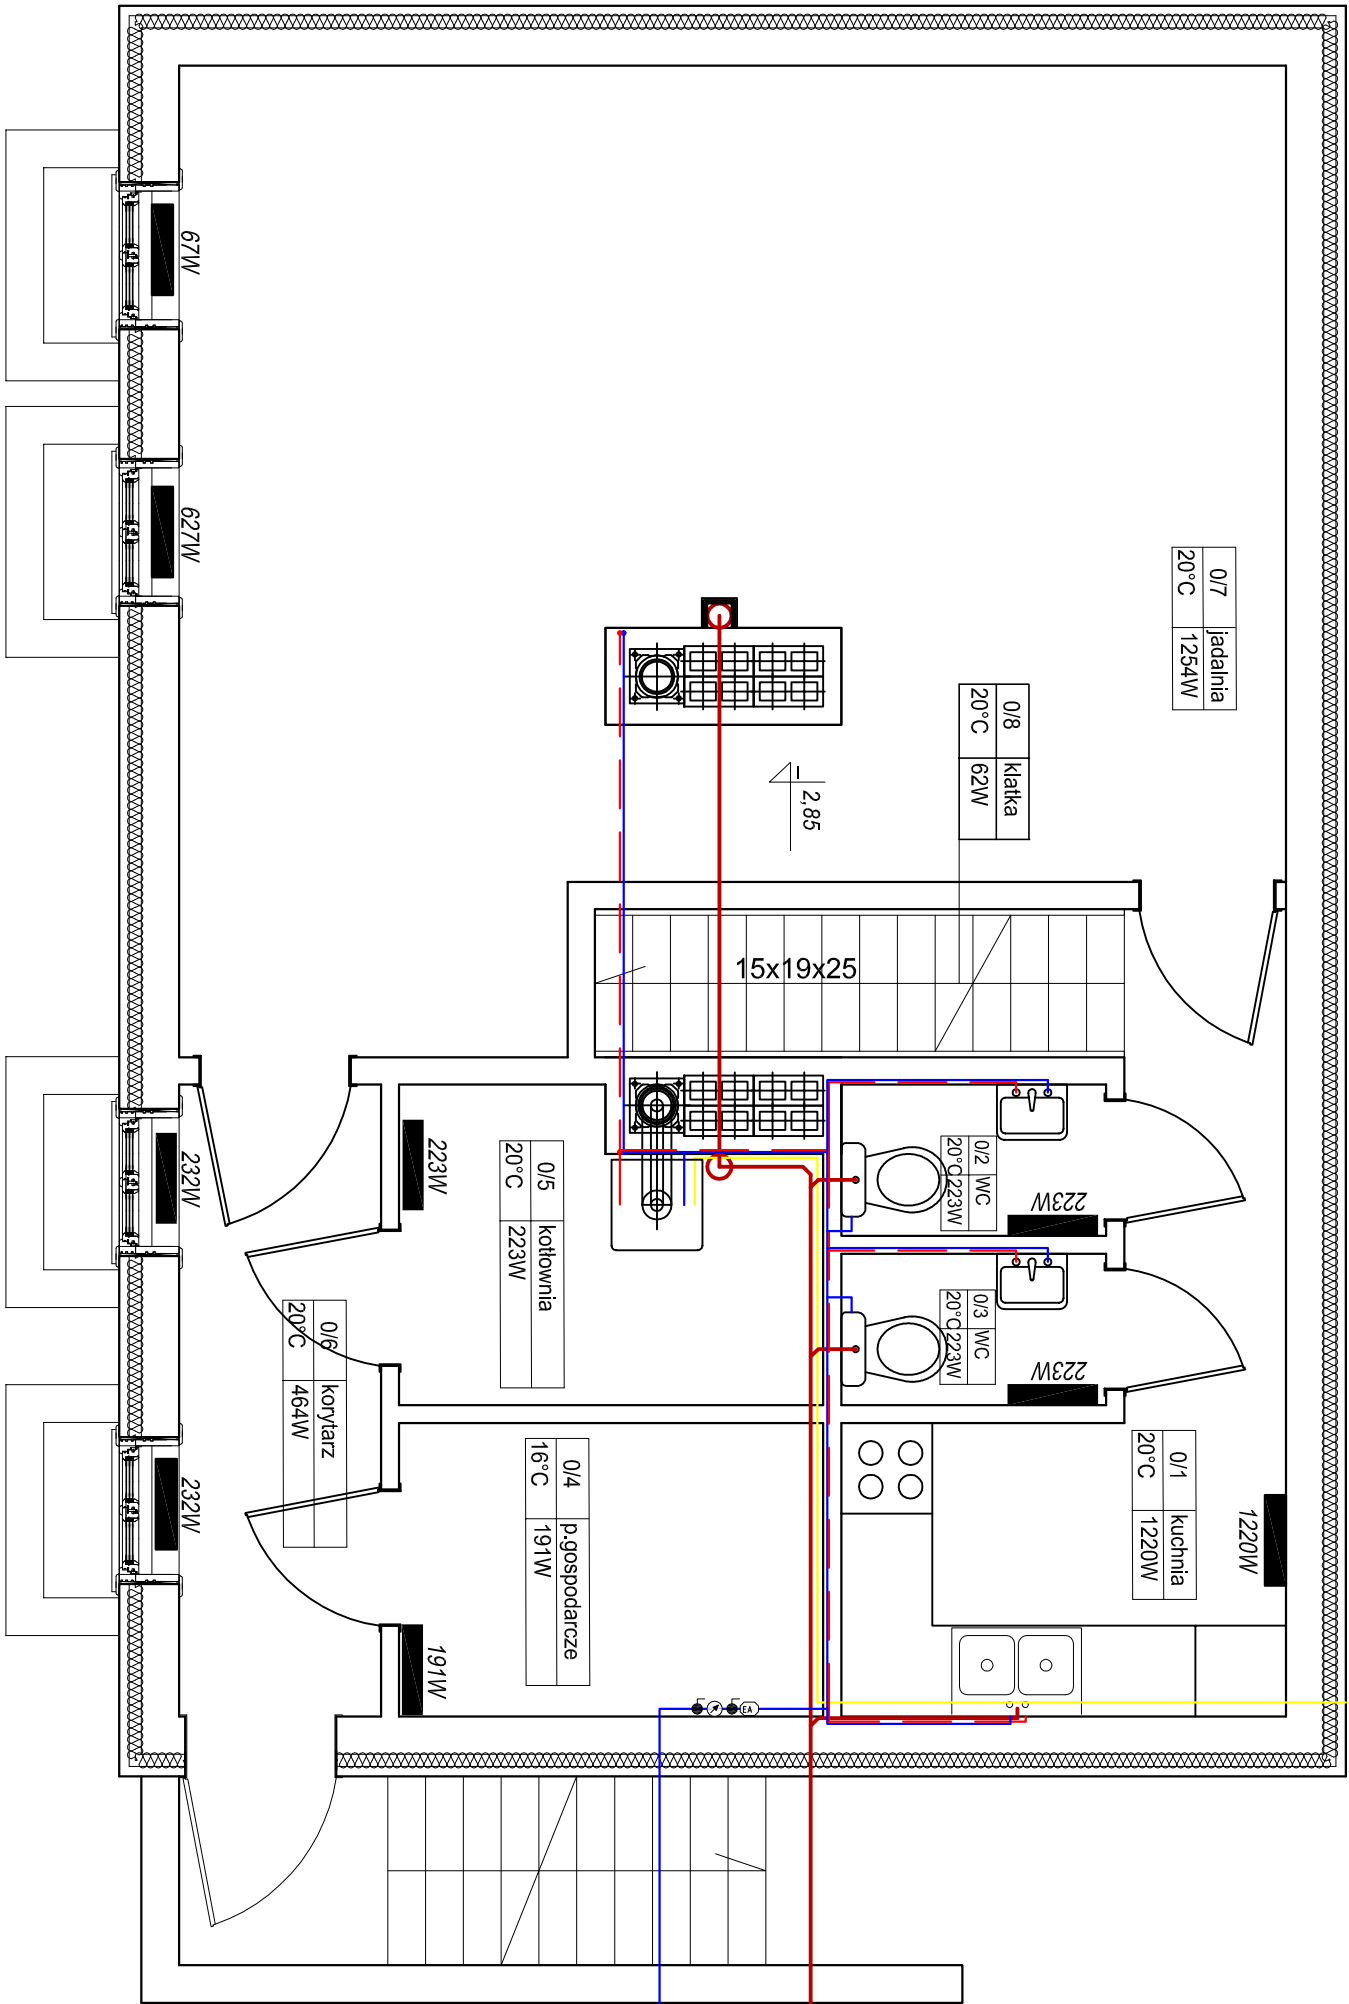 67W
627W
0/7 jadalnia
20°C 1254W
0/8 klatka
20°C 62W
- 2,85
15x19x25
223W
232W
0/5 kotłownia
20°C 223W
0/2 WC
20°C 223W
223W
0/3 WC
20°C 223W
223W
0/6 korytarz
20°C 464W
232W
0/4 p.gospodarcze
16°C 191W
191W
0/1 kuchnia
20°C 1220W
1220W
EA